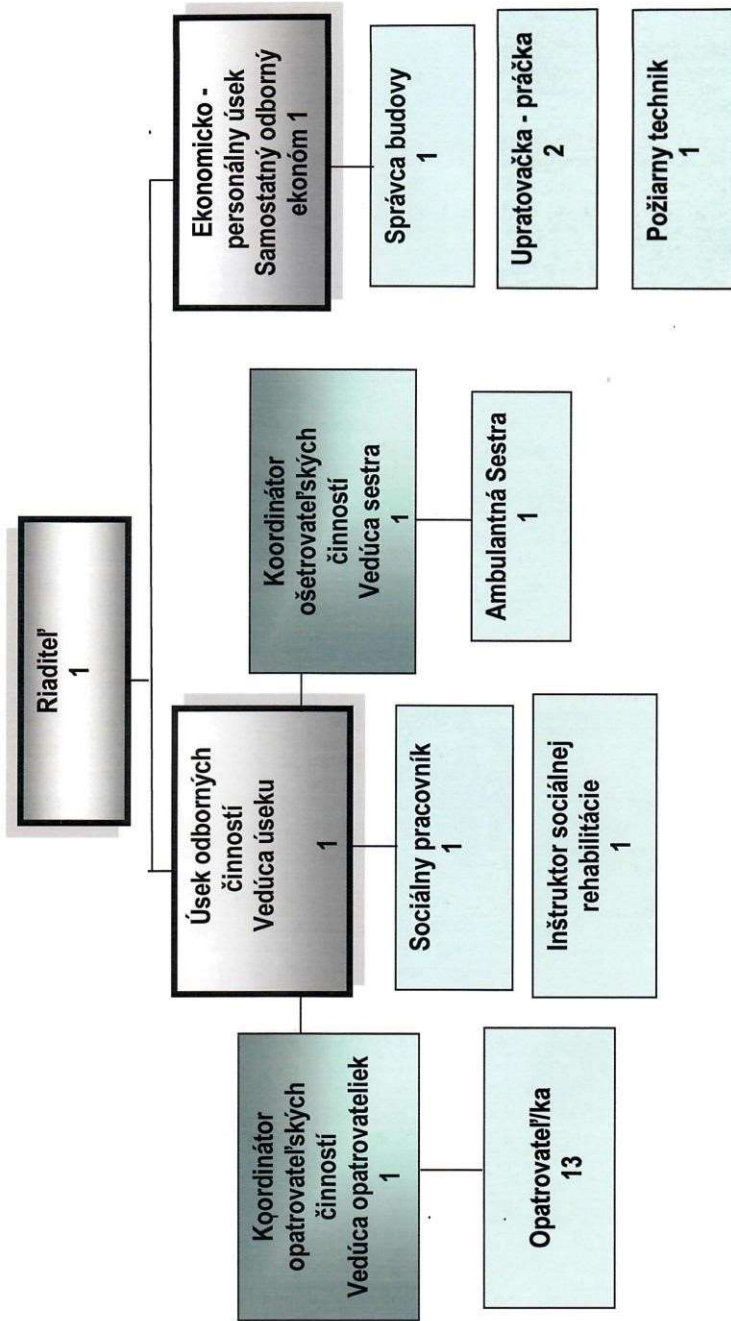 Riaditeľ
1
Úsek odborných
činností
Vedúca úseku
1
Ekonomicko -
personálny úsek
Samostatný odborný
ekonóm 1
Koordinátor
opatrovateľských
činností
Vedúca opatrovateliek
1
Koordinátor
ošetrovateľských
činností
Vedúca sestra
1
Opatrovateľ/ka
13
Sociálny pracovník
1
Inštruktor sociálnej
rehabilitácie
1
Ambulantná Sestra
1
Správca budovy
1
Upratovačka - práčka
2
Požiarny technik
1